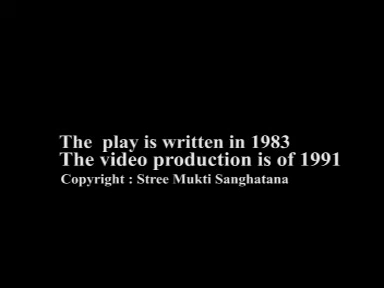 The play is written in 1983
The video production is of 1991
Copyright : Stree Mukti Sanghatana